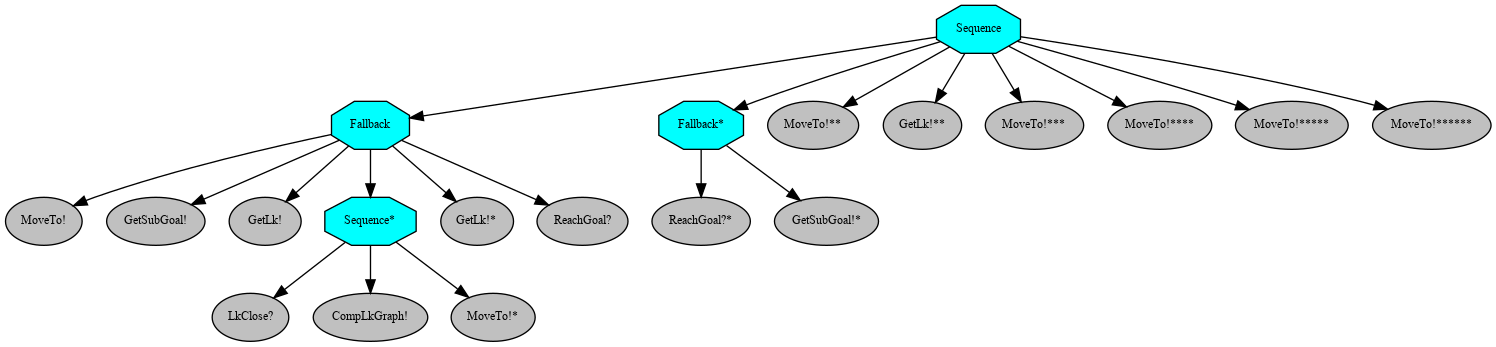 Sequence
Fallback
Fallback*
MoveTo!**
GetLk!**
MoveTo!***
MoveTo!****
MoveTo!*****
MoveTo!******
MoveTo!
GetSubGoal!
GetLk!
Sequence*
GetLk!*
ReachGoal?
ReachGoal?*
GetSubGoal!*
LkClose?
CompLkGraph!
MoveTo!*